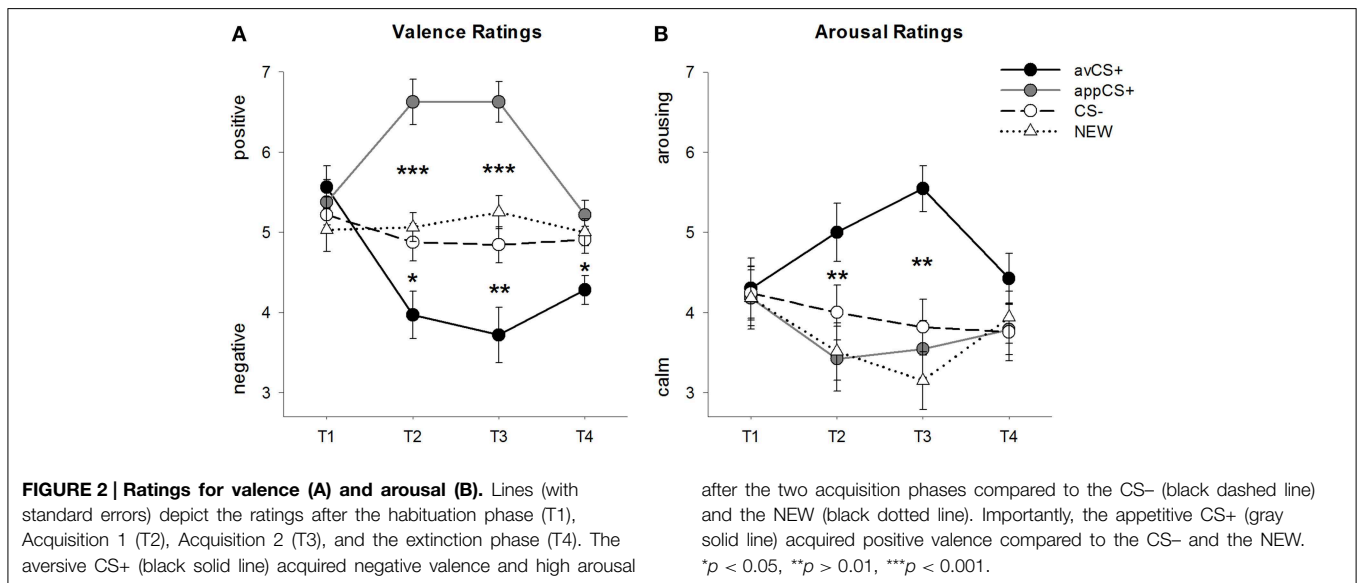 A
Valence Ratings
positive
negative
7
6
5
4
3
***
***
*
**
*
T1 T2 T3 T4
B
Arousal Ratings
arousing
calm
7
6
5
4
3
**
**
T1 T2 T3 T4
avCS+
appCS+
CS-
NEW
FIGURE 2 | Ratings for valence (A) and arousal (B). Lines (with
standard errors) depict the ratings after the habituation phase (T1),
Acquisition 1 (T2), Acquisition 2 (T3), and the extinction phase (T4). The
aversive CS+ (black solid line) acquired negative valence and high arousal
after the two acquisition phases compared to the CS− (black dashed line)
and the NEW (black dotted line). Importantly, the appetitive CS+ (gray
solid line) acquired positive valence compared to the CS− and the NEW.
*p < 0.05, **p > 0.01, ***p < 0.001.